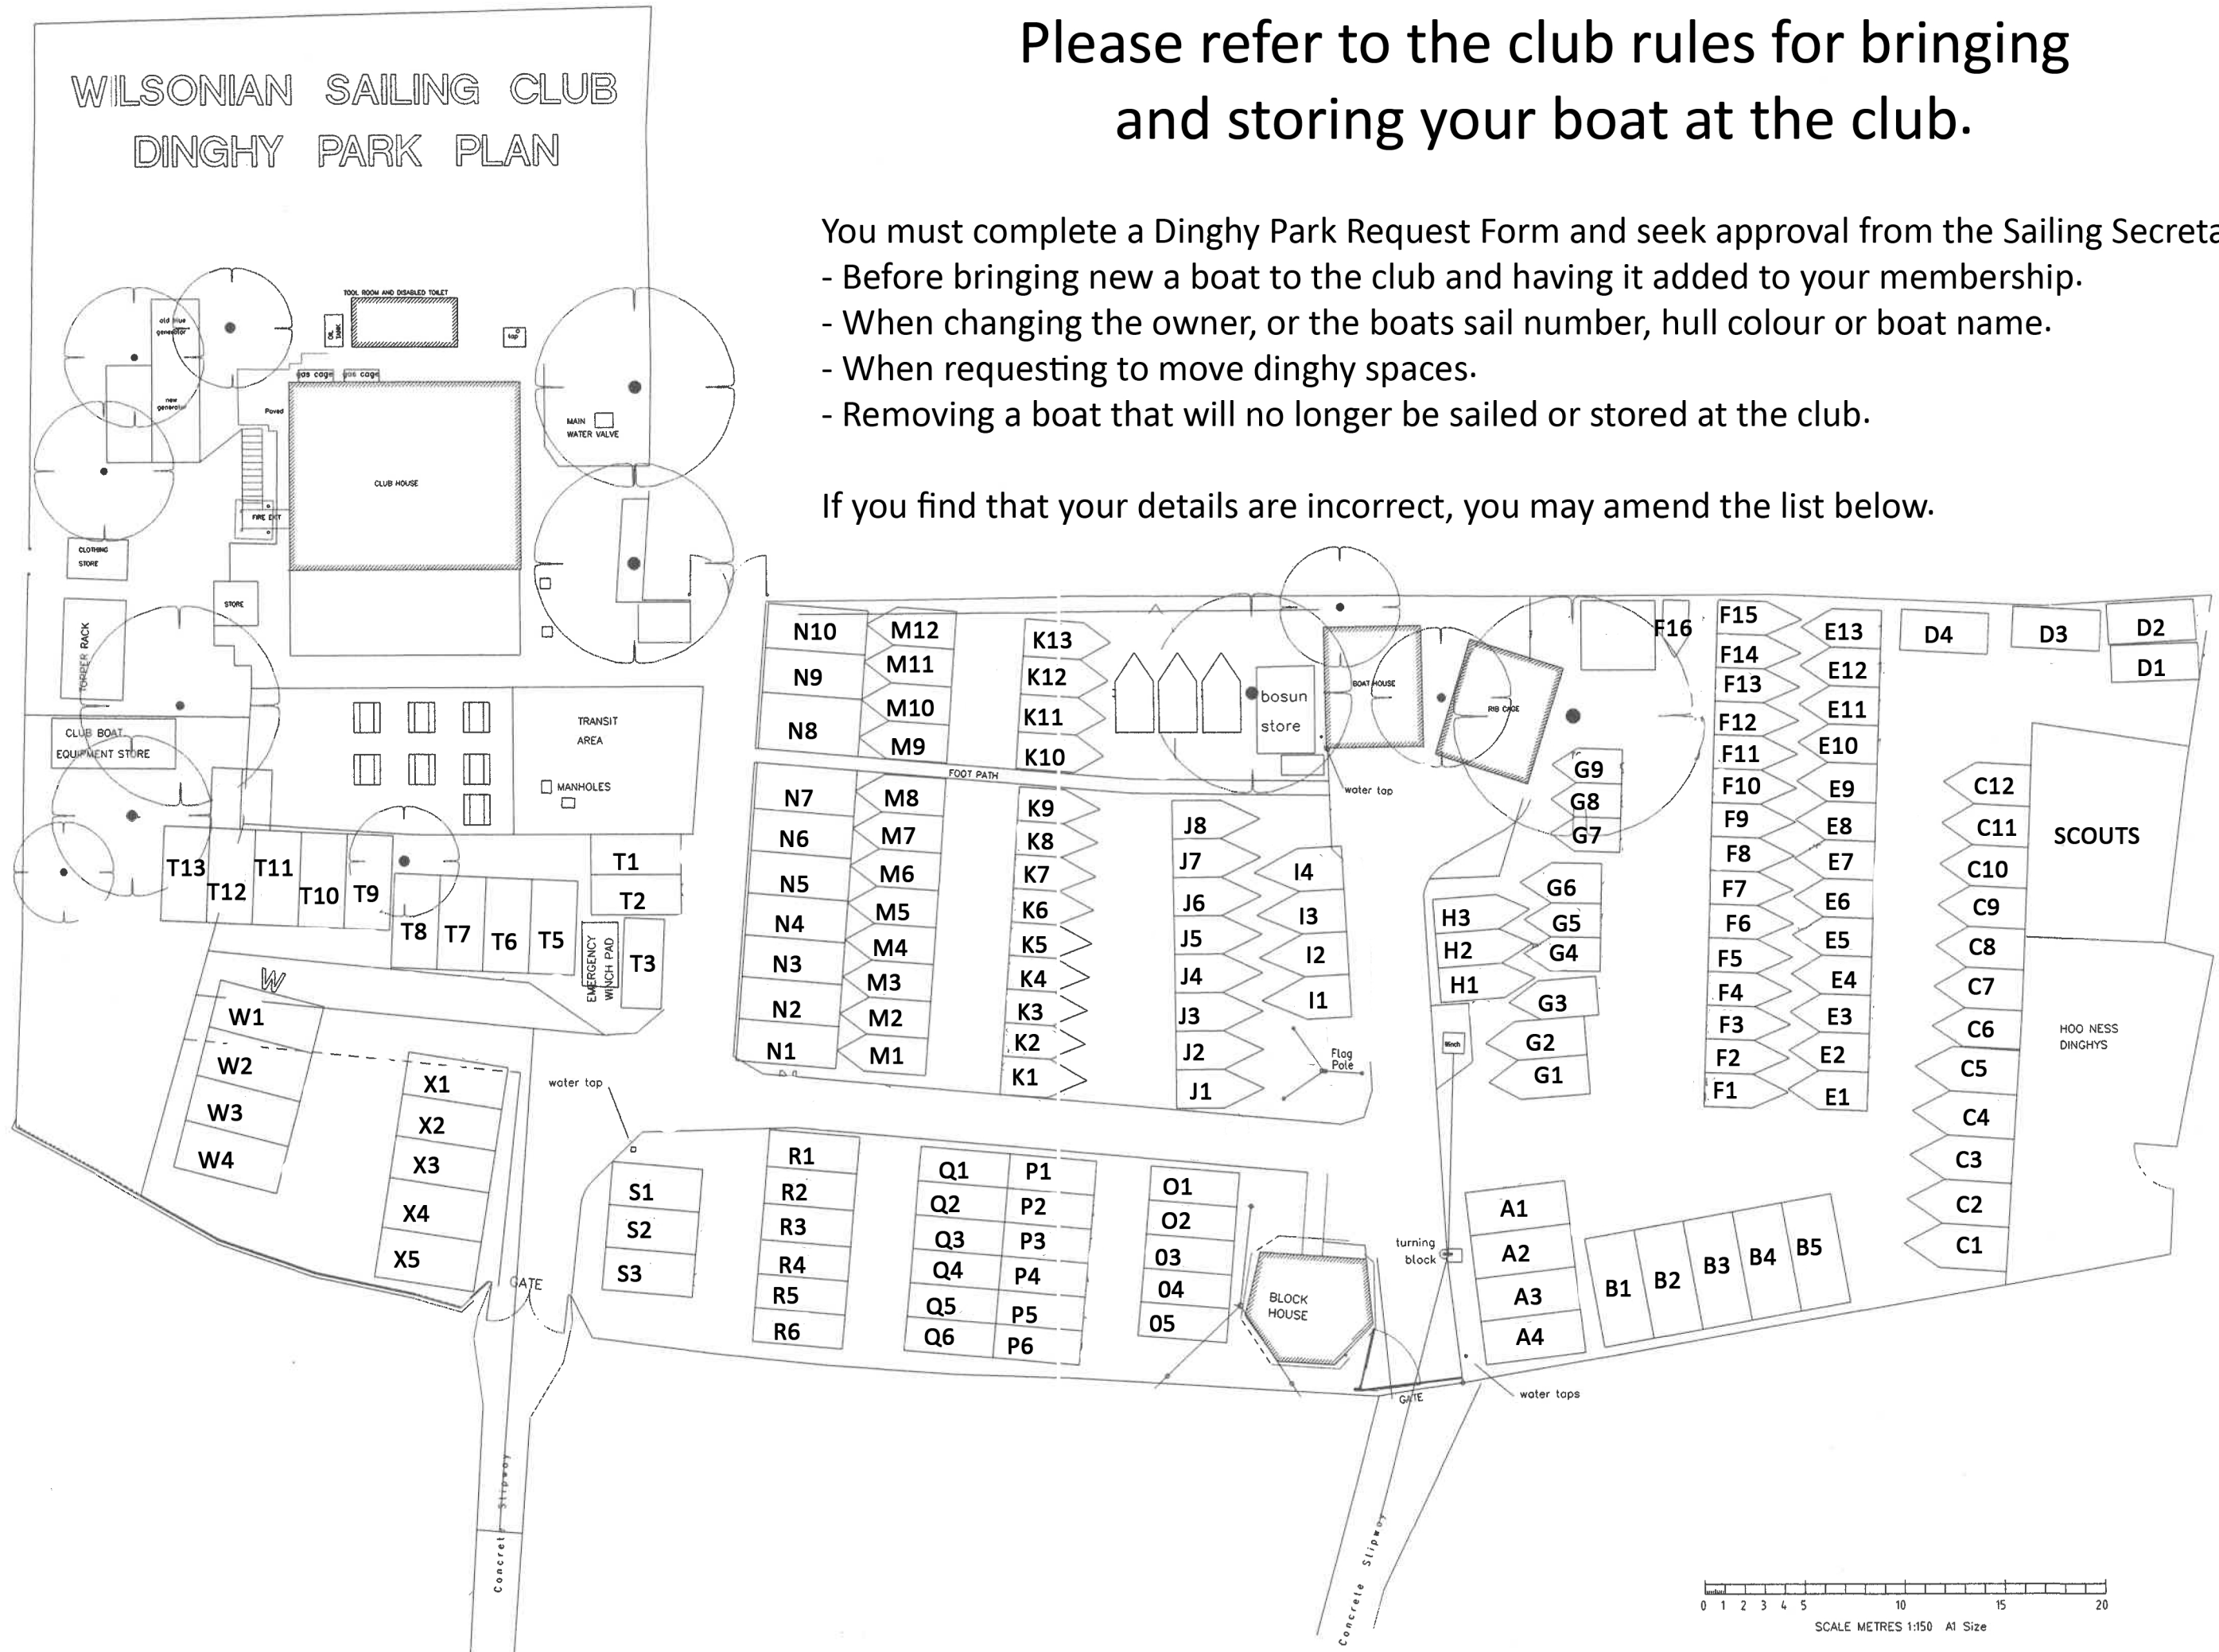 Please refer to the club rules for bringing
and storing your boat at the club.
WILSONIAN SAILING CLUB
DINGHY PARK PLAN
You must complete a Dinghy Park Request Form and seek approval from the Sailing Secreta
- Before bringing new a boat to the club and having it added to your membership.
- When changing the owner, or the boats sail number, hull colour or boat name.
- When requesting to move dinghy spaces.
- Removing a boat that will no longer be sailed or stored at the club.
If you find that your details are incorrect, you may amend the list below.
TOOL ROOM AND DISABLED TOILET
OIL
TANK
tap
old blue
generator
new
generator
gas cage
gas cage
Paved
MAIN
WATER VALVE
CLUB HOUSE
FIRE EXIT
CLOTHING
STORE
STORE
TOPPER RACK
CLUB BOAT
EQUIPMENT STORE
TRANSIT
AREA
MANHOLES
T13
T12
T11
T10
T9
T8
T7
T6
T5
T1
T2
T3
EMERGENCY
WINCH PAD
W
W1
W2
W3
W4
X1
X2
X3
X4
X5
water tap
GATE
Concrete Slipway
N10
N9
N8
N7
N6
N5
N4
N3
N2
N1
M12
M11
M10
M9
M8
M7
M6
M5
M4
M3
M2
M1
FOOT PATH
K13
K12
K11
K10
K9
K8
K7
K6
K5
K4
K3
K2
K1
bosun
store
BOAT HOUSE
RIB CAGE
water tap
J8
J7
J6
J5
J4
J3
J2
J1
I4
I3
I2
I1
Flag
Pole
H3
H2
H1
Winch
G9
G8
G7
G6
G5
G4
G3
G2
G1
F16
F15
F14
F13
F12
F11
F10
F9
F8
F7
F6
F5
F4
F3
F2
F1
E13
E12
E11
E10
E9
E8
E7
E6
E5
E4
E3
E2
E1
D4
D3
D2
D1
C12
C11
C10
C9
C8
C7
C6
C5
C4
C3
C2
C1
SCOUTS
HOO NESS
DINGHYS
S1
S2
S3
R1
R2
R3
R4
R5
R6
Q1
Q2
Q3
Q4
Q5
Q6
P1
P2
P3
P4
P5
P6
O1
O2
03
04
05
BLOCK
HOUSE
turning
block
A1
A2
A3
A4
B1
B2
B3
B4
B5
GATE
water taps
Concrete Slipway
0 1 2 3 4 5 10 15 20
SCALE METRES 1:150 A1 Size